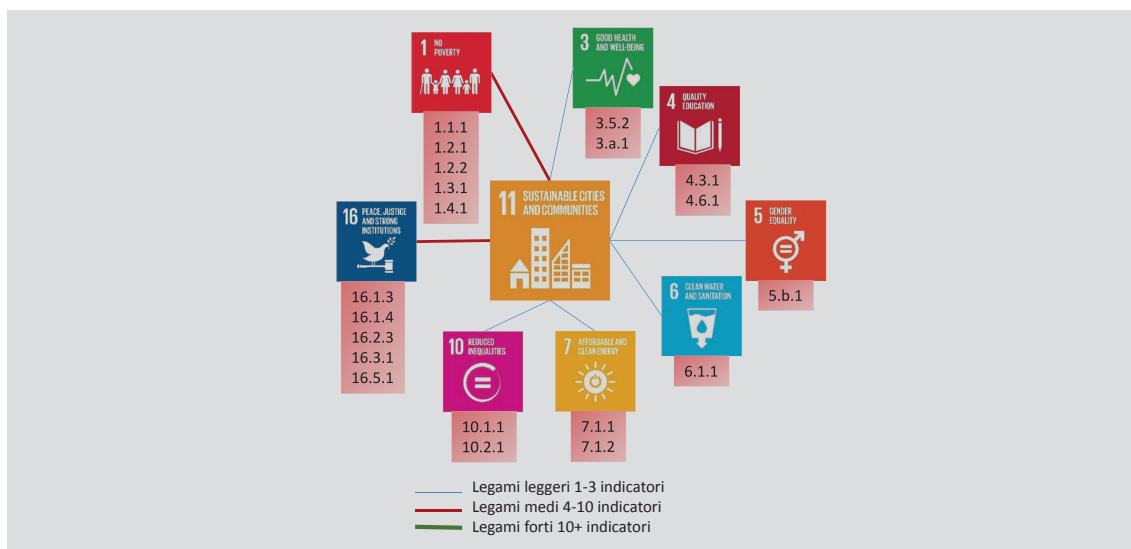 1 NO
POVERTY
1.1.1
1.2.1
1.2.2
1.3.1
1.4.1
3 GOOD HEALTH
AND WELL-BEING
3.5.2
3.a.1
4 QUALITY
EDUCATION
4.3.1
4.6.1
11 SUSTAINABLE CITIES
AND COMMUNITIES
16 PEACE, JUSTICE
AND STRONG
INSTITUTIONS
16.1.3
16.1.4
16.2.3
16.3.1
16.5.1
5 GENDER
EQUALITY
5.b.1
6 CLEAN WATER
AND SANITATION
6.1.1
10 REDUCED
INEQUALITIES
10.1.1
10.2.1
7 AFFORDABLE AND
CLEAN ENERGY
7.1.1
7.1.2
Legami leggeri 1-3 indicatori
Legami medi 4-10 indicatori
Legami forti 10+ indicatori